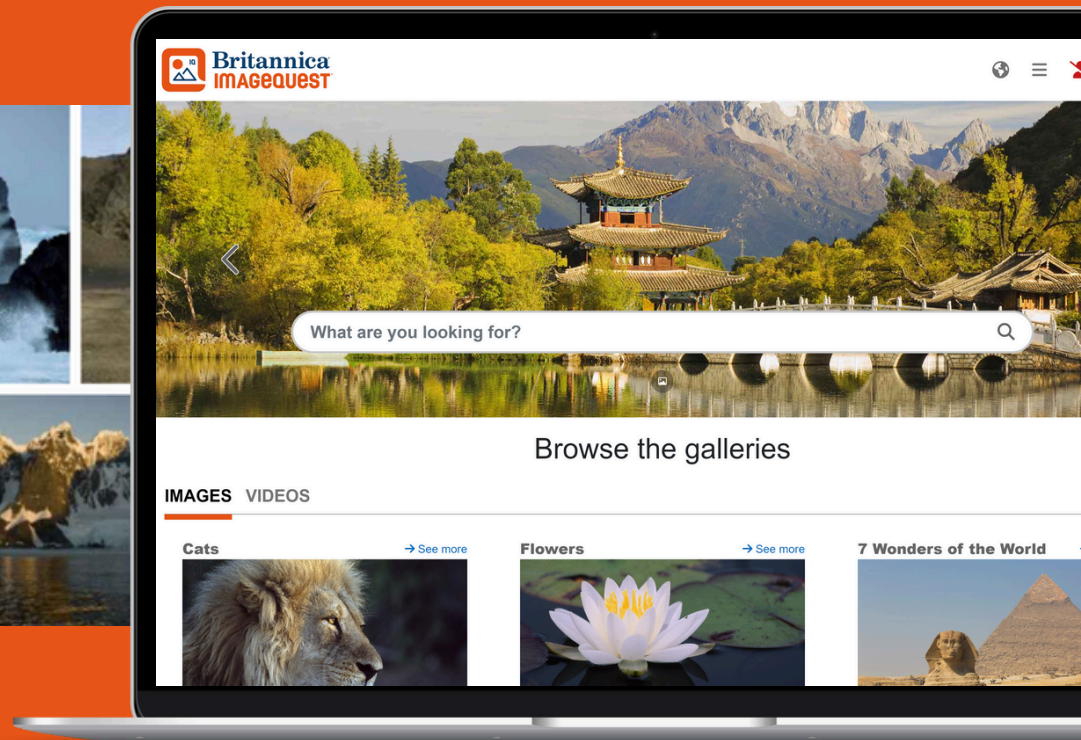 IQ
Britannica
IMAGEQUEST
What are you looking for?
Browse the galleries
IMAGES VIDEOS
Cats
→ See more
Flowers
→ See more
7 Wonders of the World